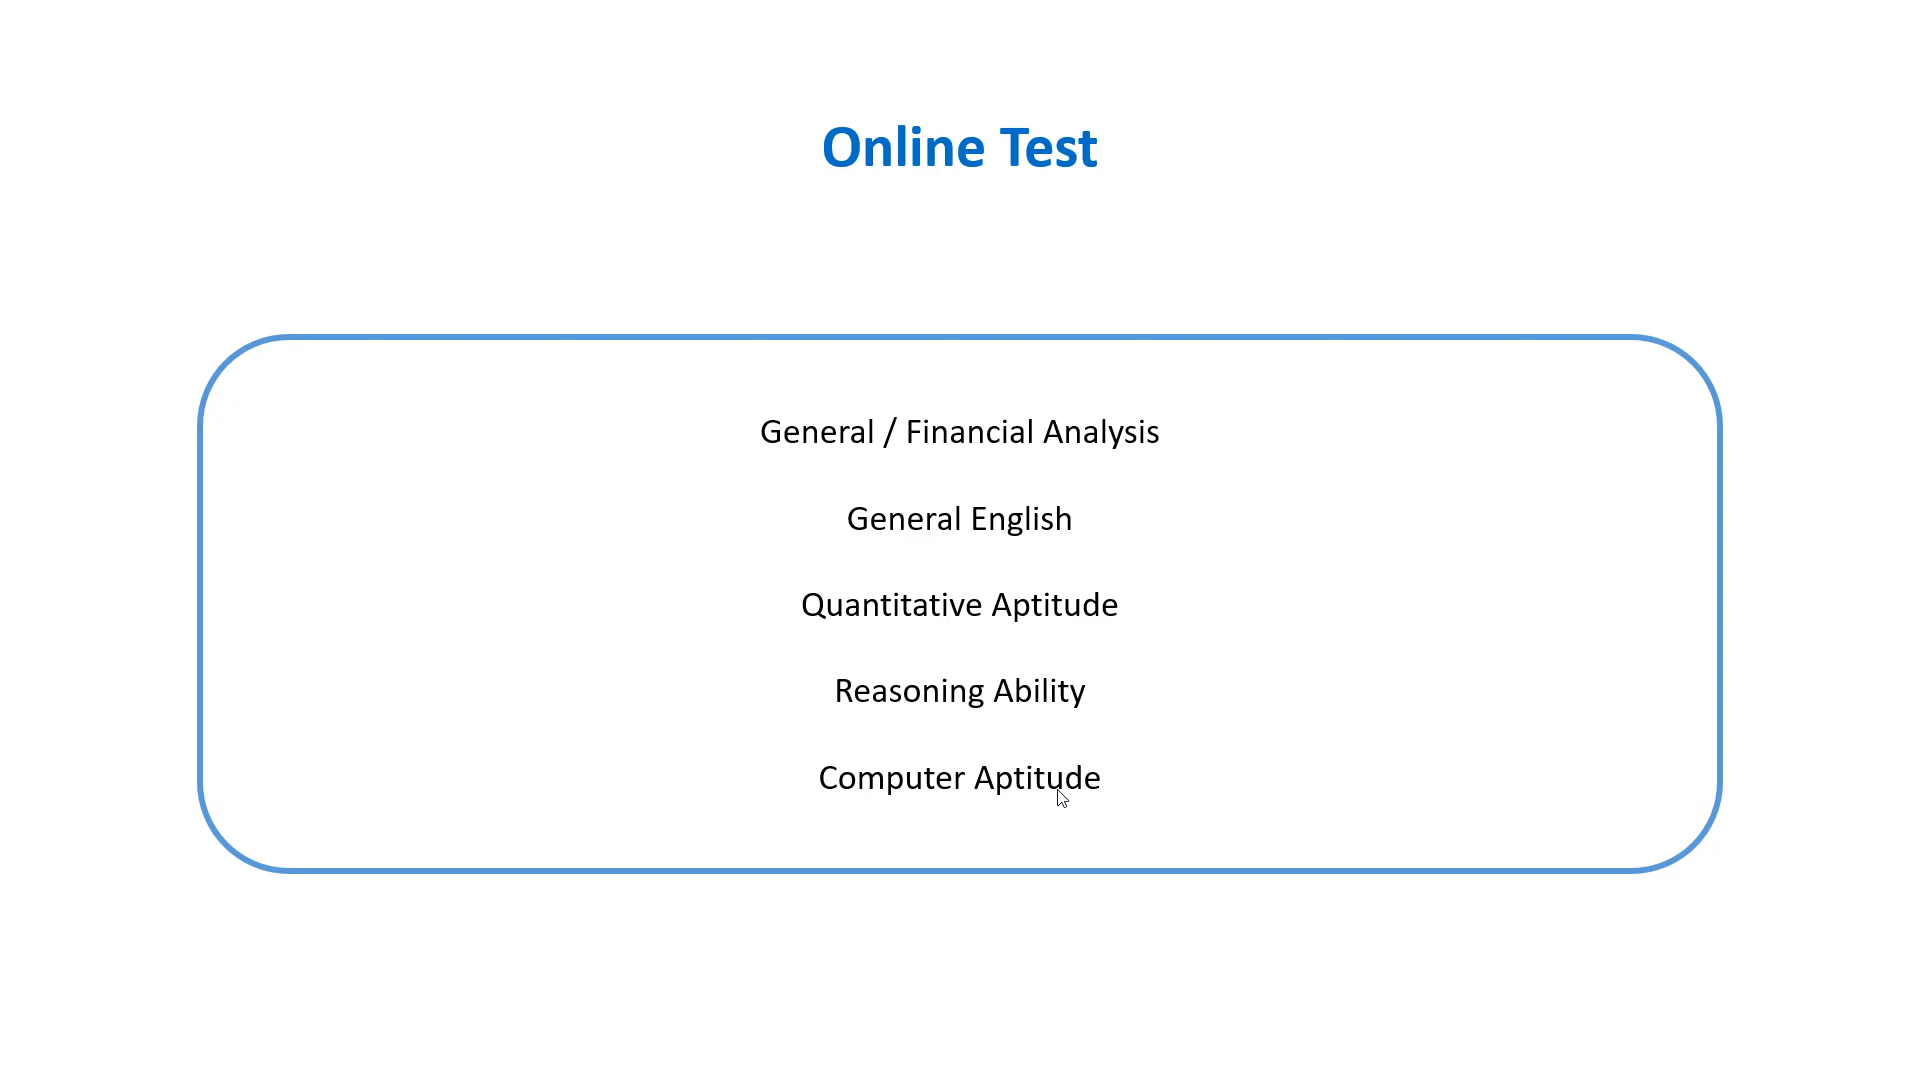 Online Test
General / Financial Analysis
General English
Quantitative Aptitude
Reasoning Ability
Computer Aptitude